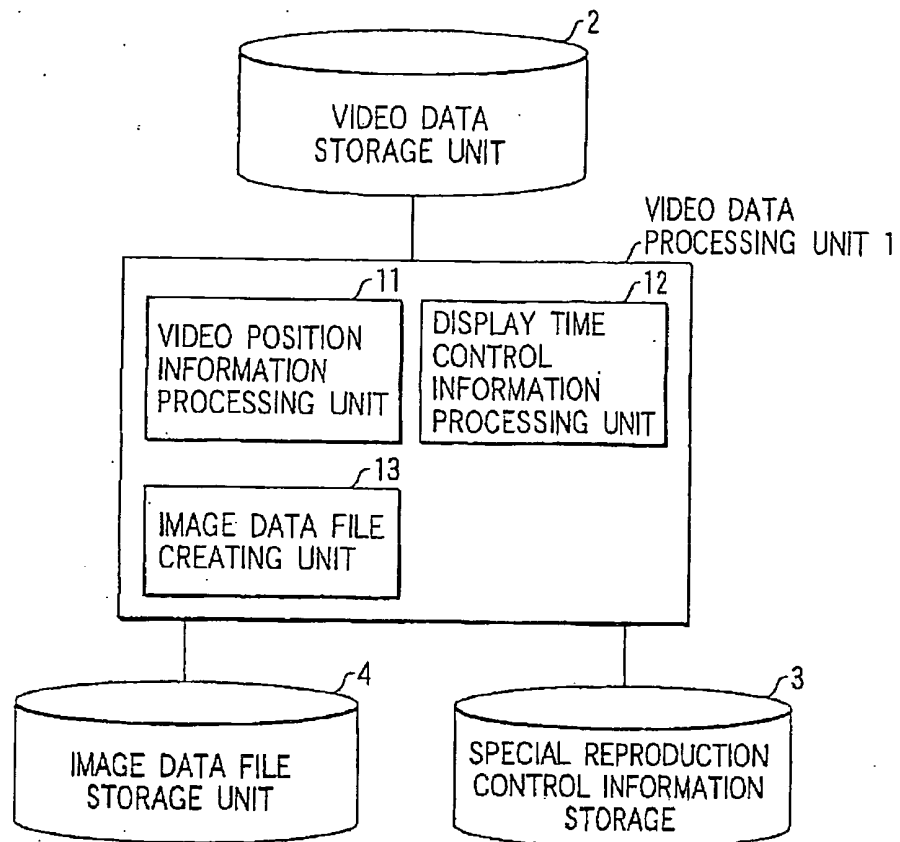 2
VIDEO DATA
STORAGE UNIT
VIDEO DATA
PROCESSING UNIT 1
11
VIDEO POSITION
INFORMATION
PROCESSING UNIT
12
DISPLAY TIME
CONTROL
INFORMATION
PROCESSING UNIT
13
IMAGE DATA FILE
CREATING UNIT
4
IMAGE DATA FILE
STORAGE UNIT
3
SPECIAL REPRODUCTION
CONTROL INFORMATION
STORAGE